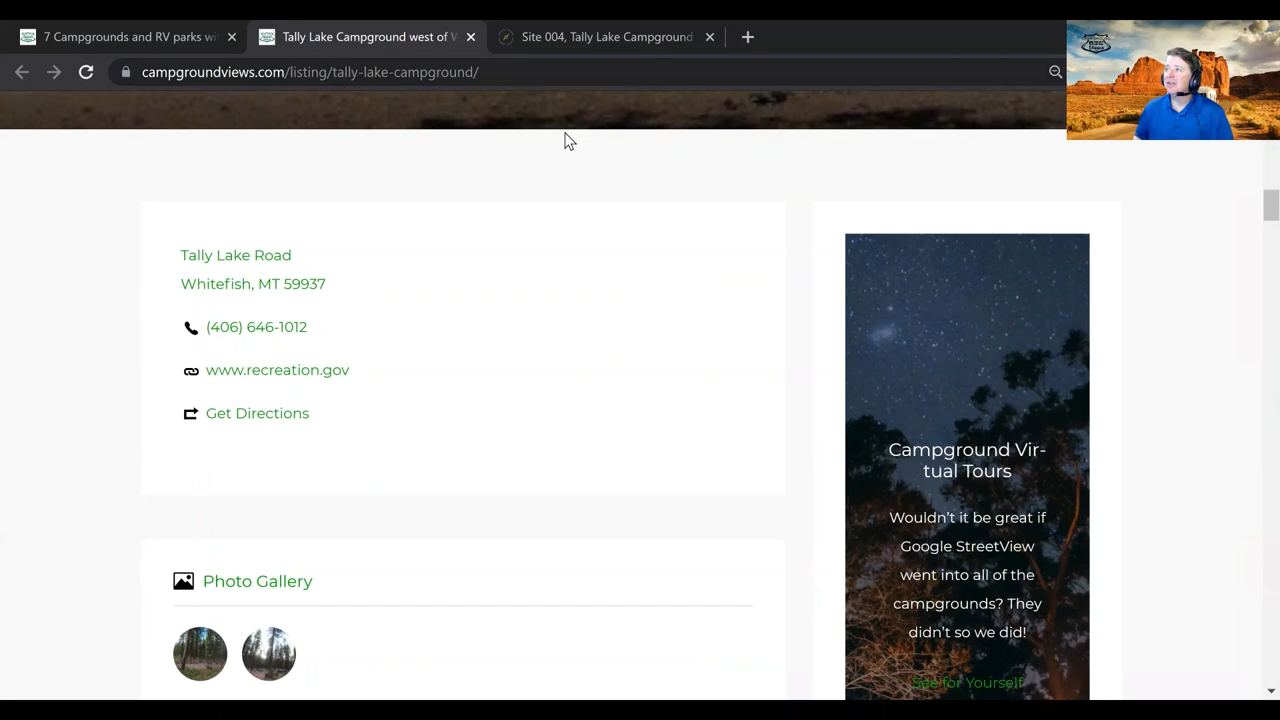 7 Campgrounds and RV parks wi
Tally Lake Campground west of W
Site 004, Tally Lake Campground
campgroundviews.com/listing/tally-lake-campground/
Tally Lake Road
Whitefish, MT 59937
(406) 646-1012
www.recreation.gov
Get Directions
Photo Gallery
Campground Vir-
tual Tours
Wouldn't it be great if
Google StreetView
went into all of the
campgrounds? They
didn't so we did!
See for Yourself